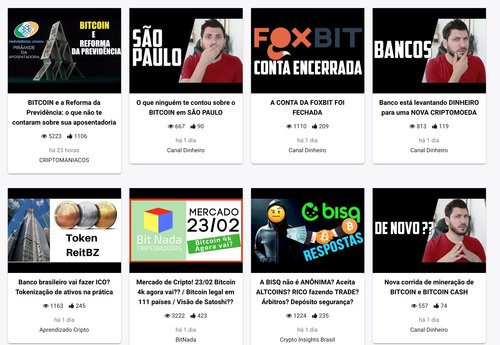 PREVIDÊNCIA SOCIAL
PIRÂMIDE
DA
APOSENTADORIA
BITCOIN
E
REFORMA
DA PREVIDÊNCIA
BITCOIN e a Reforma da
Previdência: o que não te
contaram sobre sua aposentadoria
5223 1106
há 23 horas
CRIPTOMANIACOS
SÃO
PAULO
O que ninguém te contou sobre o
BITCOIN em SÃO PAULO
667 90
há 1 dia
Canal Dinheiro
FOXBIT
CONTA ENCERRADA
A CONTA DA FOXBIT FOI
FECHADA
1110 209
há 1 dia
Canal Dinheiro
BANCOS
Banco está levantando DINHEIRO
para uma NOVA CRIPTOMOEDA
813 119
há 1 dia
Canal Dinheiro
Token
ReitBZ
Banco brasileiro vai fazer ICO?
Tokenização de ativos na prática
1163 245
há 1 dia
Aprendizado Cripto
Bit Nada
CRIPTOMOEDAS
MERCADO
23/02
Bitcoin 4k
Agora vai?
Mercado de Cripto! 23/02 Bitcoin
4k agora vai?? / Bitcoin legal em
111 países / Visão de Satoshi??
3222 423
há 1 dia
BitNada
bisq
RESPOSTAS
A BISQ não é ANÔNIMA? Aceita
ALTCOINS? RICO fazendo TRADE?
Árbitros? Depósito segurança?
1224 235
há 1 dia
Crypto Insights Brasil
DE NOVO??
Nova corrida de mineração de
BITCOIN e BITCOIN CASH
557 74
há 1 dia
Canal Dinheiro